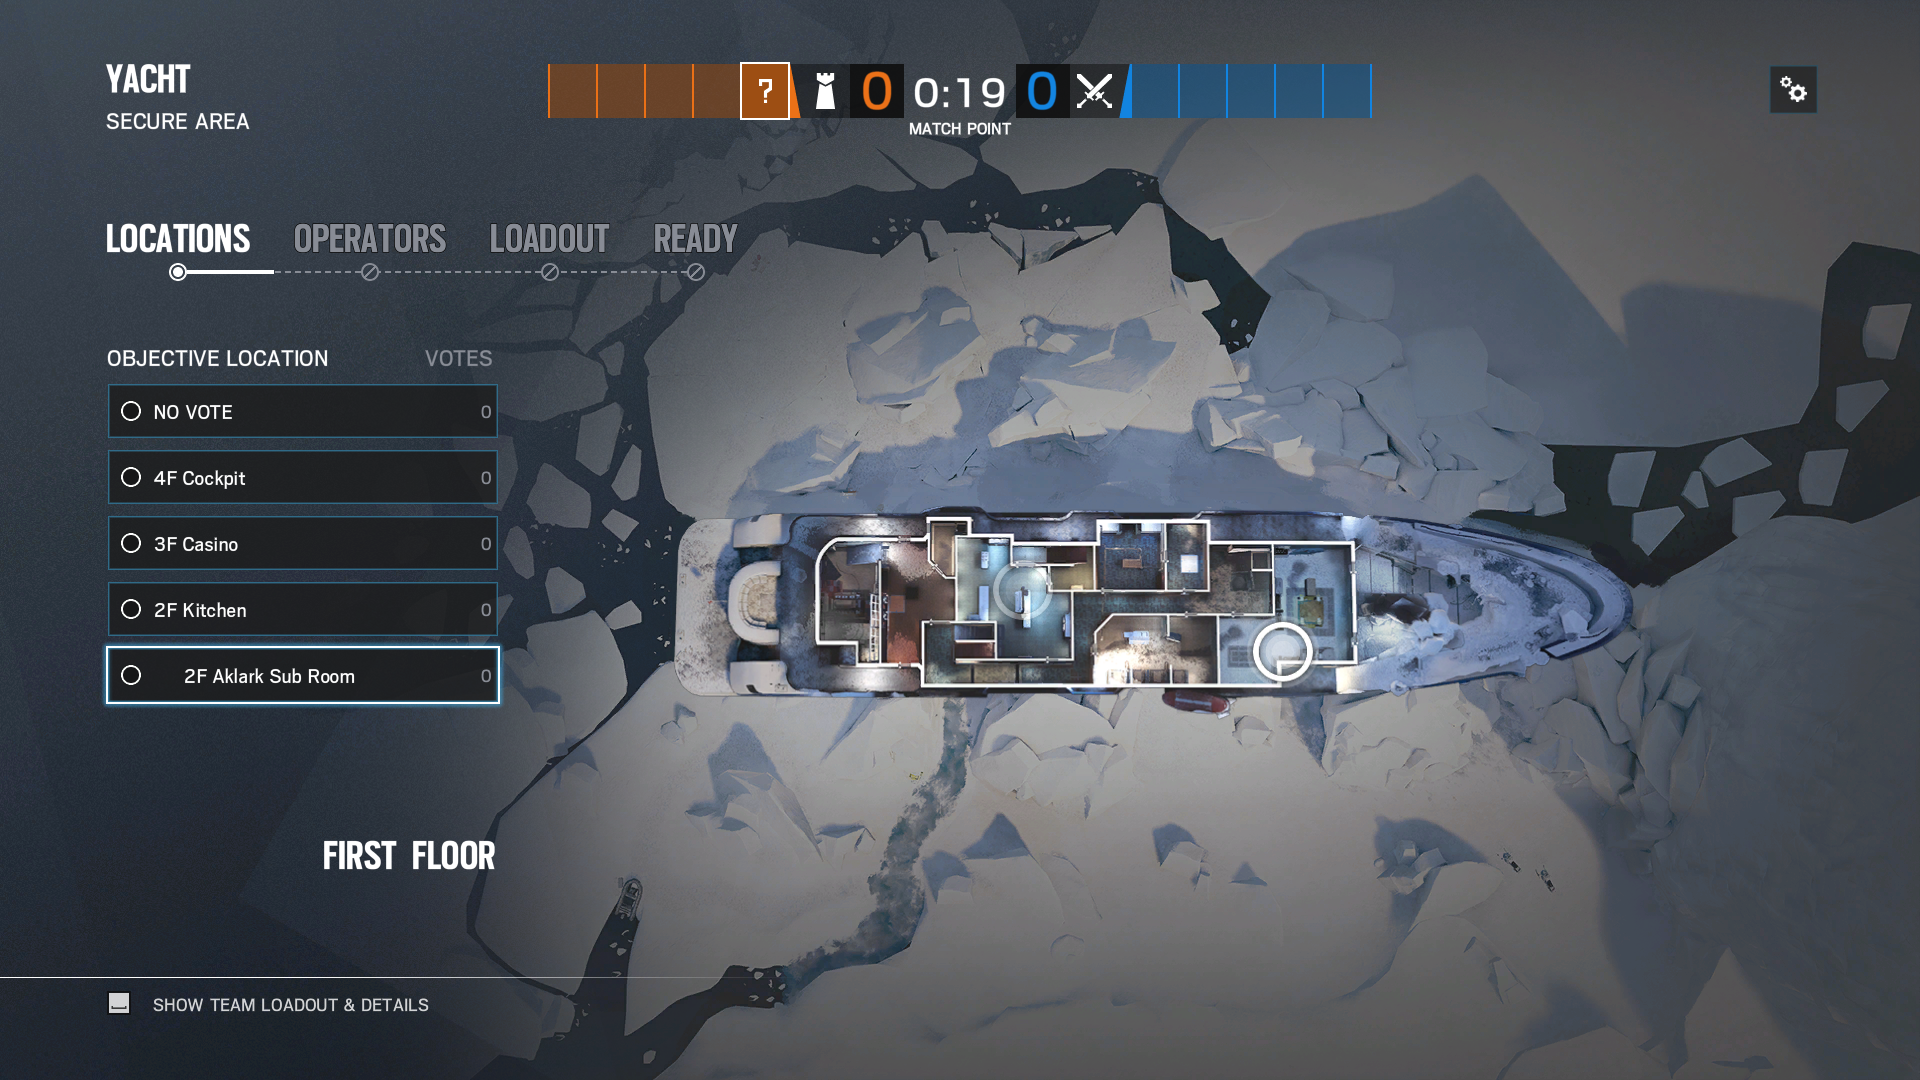 YACHT
SECURE AREA
?
0
0:19
0
MATCH POINT
LOCATIONS
OPERATORS
LOADOUT
READY
OBJECTIVE LOCATION
VOTES
NO VOTE 0
4F Cockpit 0
3F Casino 0
2F Kitchen 0
2F Aklark Sub Room 0
FIRST FLOOR
SHOW TEAM LOADOUT & DETAILS